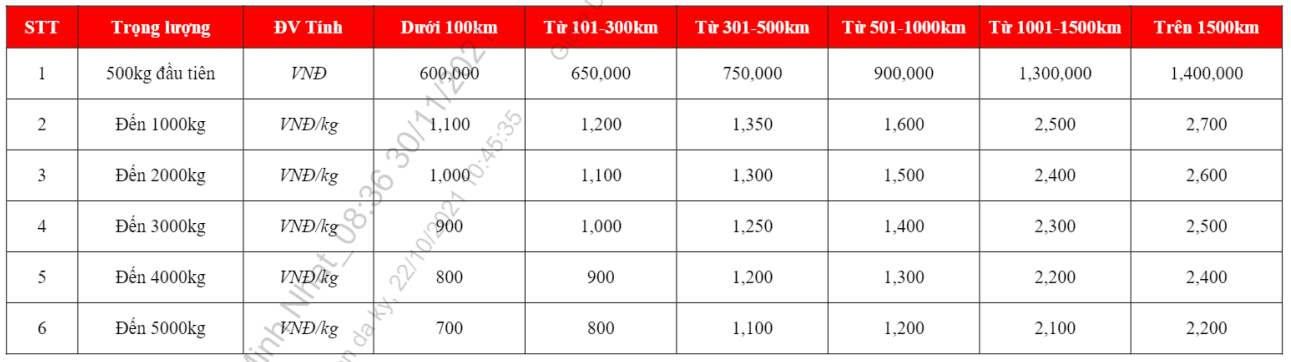 STT Trọng lượng ĐV Tính Dưới 100km Từ 101-300km Từ 301-500km Từ 501-1000km Từ 1001-1500km Trên 1500km
1 500kg đầu tiên VNĐ 600,000 650,000 750,000 900,000 1,300,000 1,400,000
2 Đến 1000kg VNĐ/kg 1,100 1,200 1,350 1,600 2,500 2,700
3 Đến 2000kg VNĐ/kg 1,000 1,100 1,300 1,500 2,400 2,600
4 Đến 3000kg VNĐ/kg 900 1,000 1,250 1,400 2,300 2,500
5 Đến 4000kg VNĐ/kg 800 900 1,200 1,300 2,200 2,400
6 Đến 5000kg VNĐ/kg 700 800 1,100 1,200 2,100 2,200
Minh Nhat_08:36 30/11/2021
da ky, 22/10/2021 10:45:35